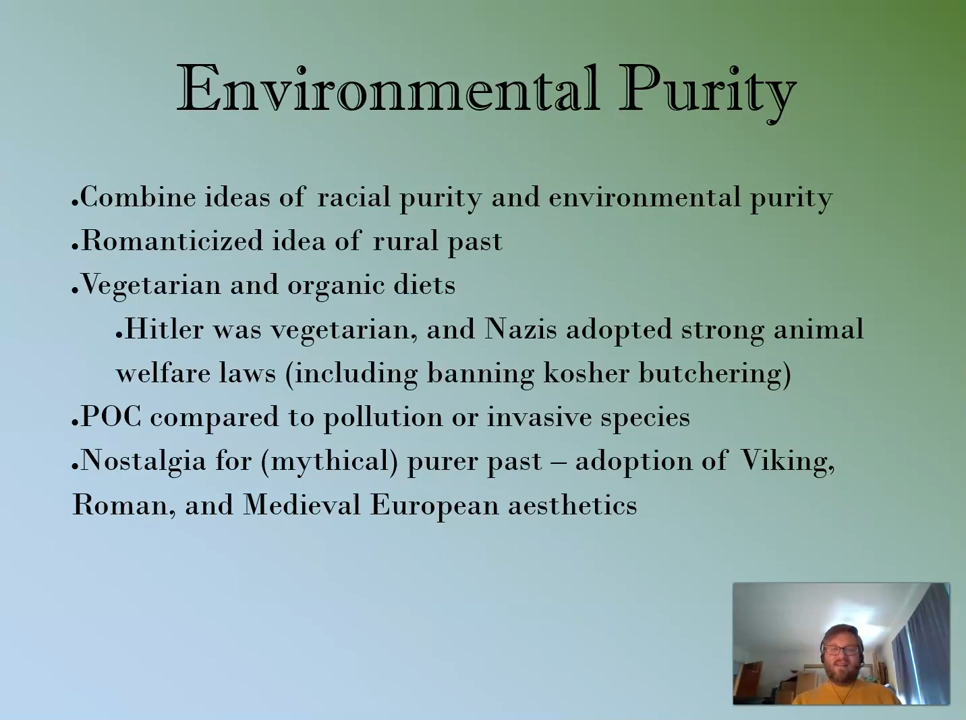 Environmental Purity
.Combine ideas of racial purity and environmental purity
.Romanticized idea of rural past
.Vegetarian and organic diets
.Hitler was vegetarian, and Nazis adopted strong animal
welfare laws (including banning kosher butchering)
.POC compared to pollution or invasive species
.Nostalgia for (mythical) purer past – adoption of Viking,
Roman, and Medieval European aesthetics